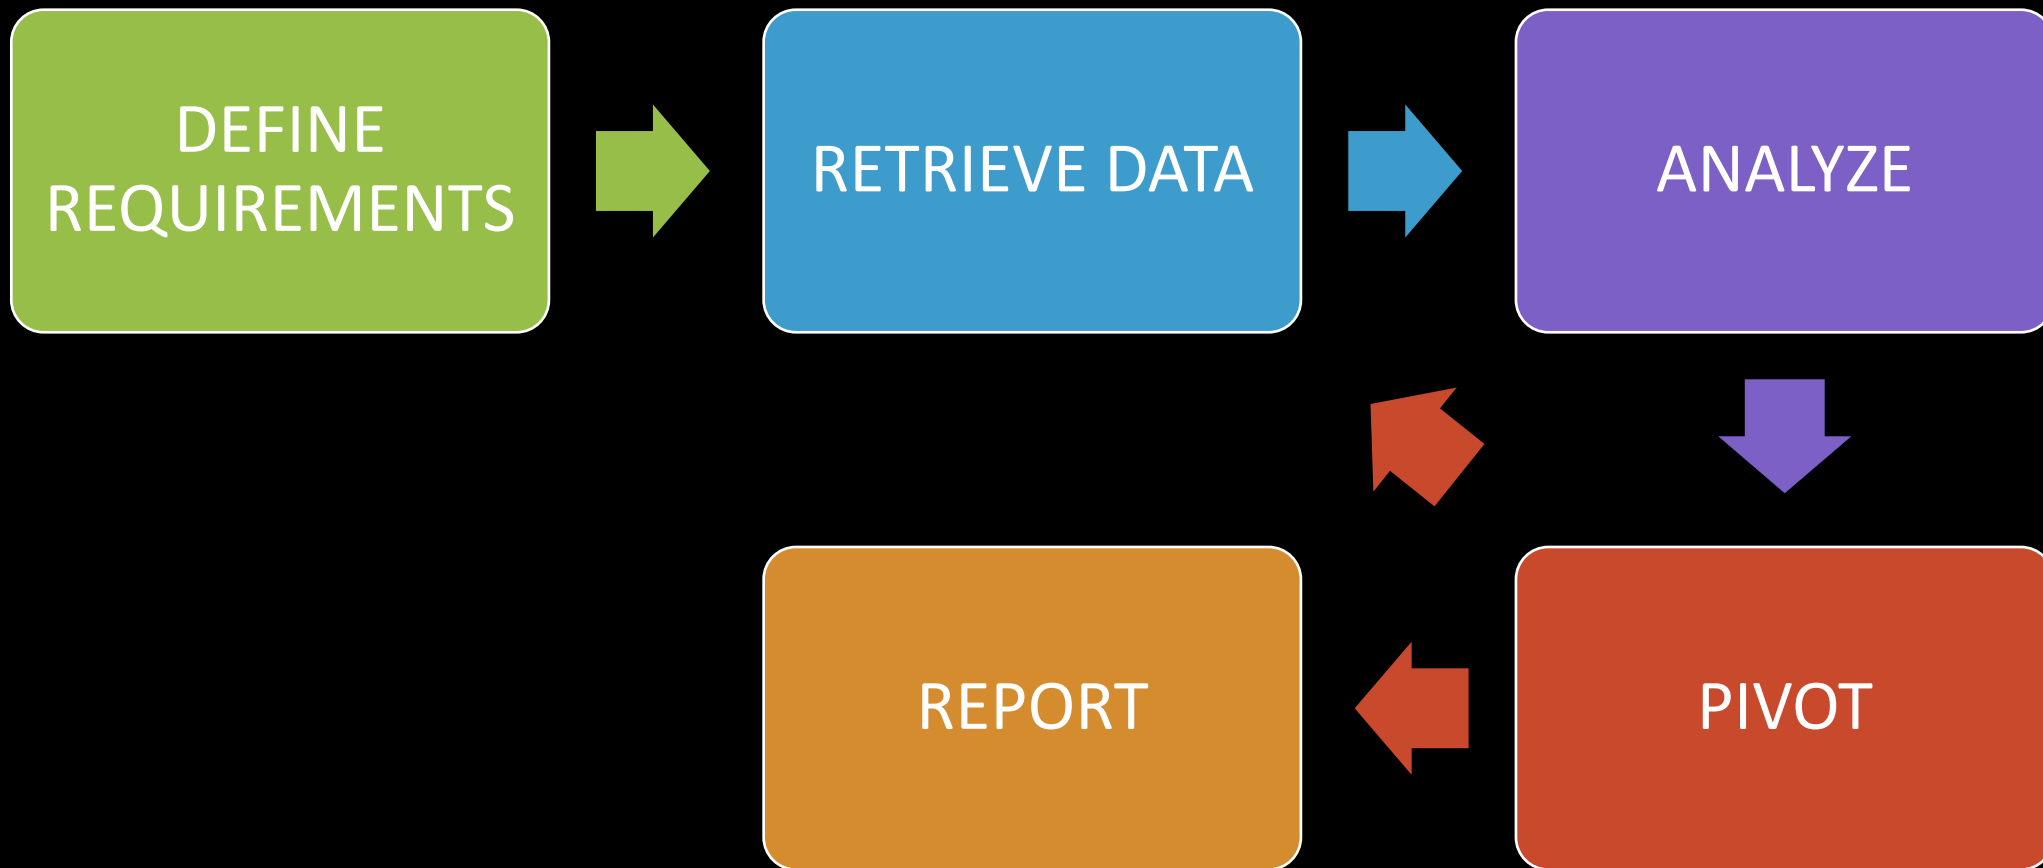 DEFINE
REQUIREMENTS
RETRIEVE DATA
ANALYZE
PIVOT
REPORT